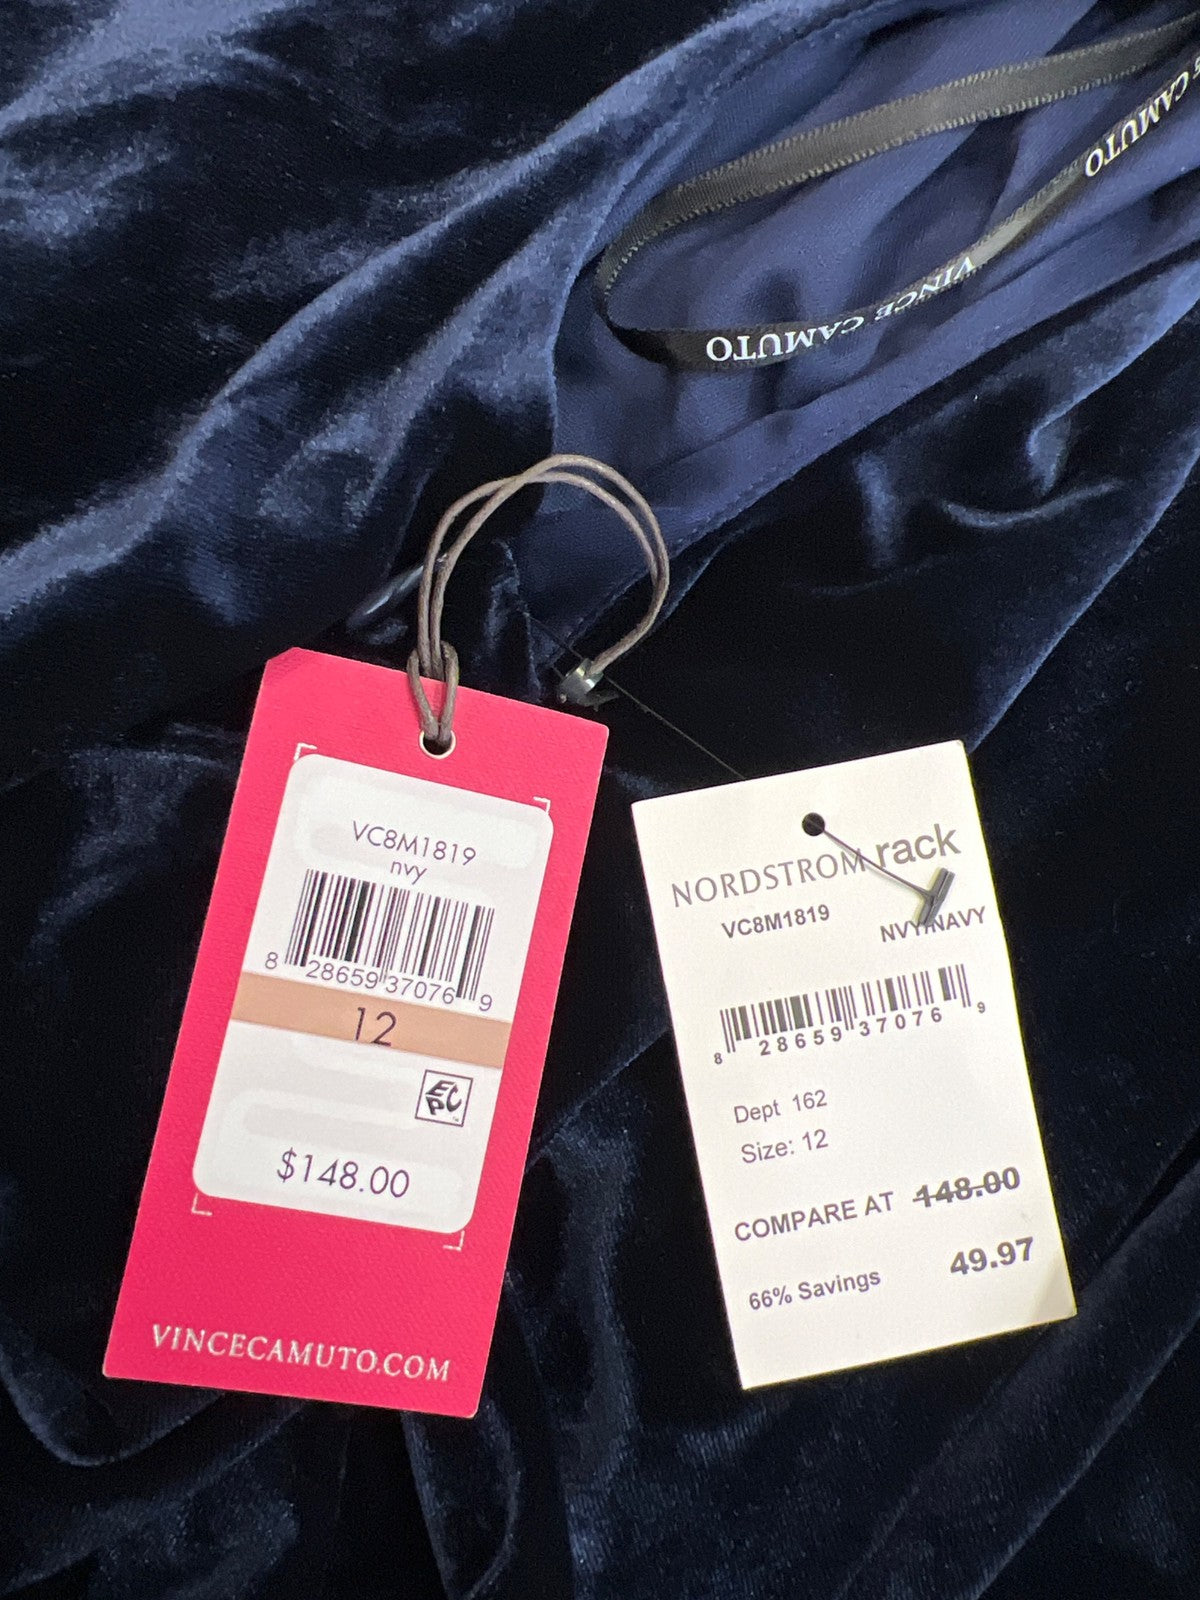 CAMUTO
VINCE CAMUTO
VC8M1819
nvy
8 28659 37076 9
12
EPC
$148.00
VINCECAMUTO.COM
NORDSTROM rack
VC8M1819 NVY/NAVY
8 28659 37076 9
Dept 162
Size: 12
COMPARE AT 148.00
49.97
66% Savings